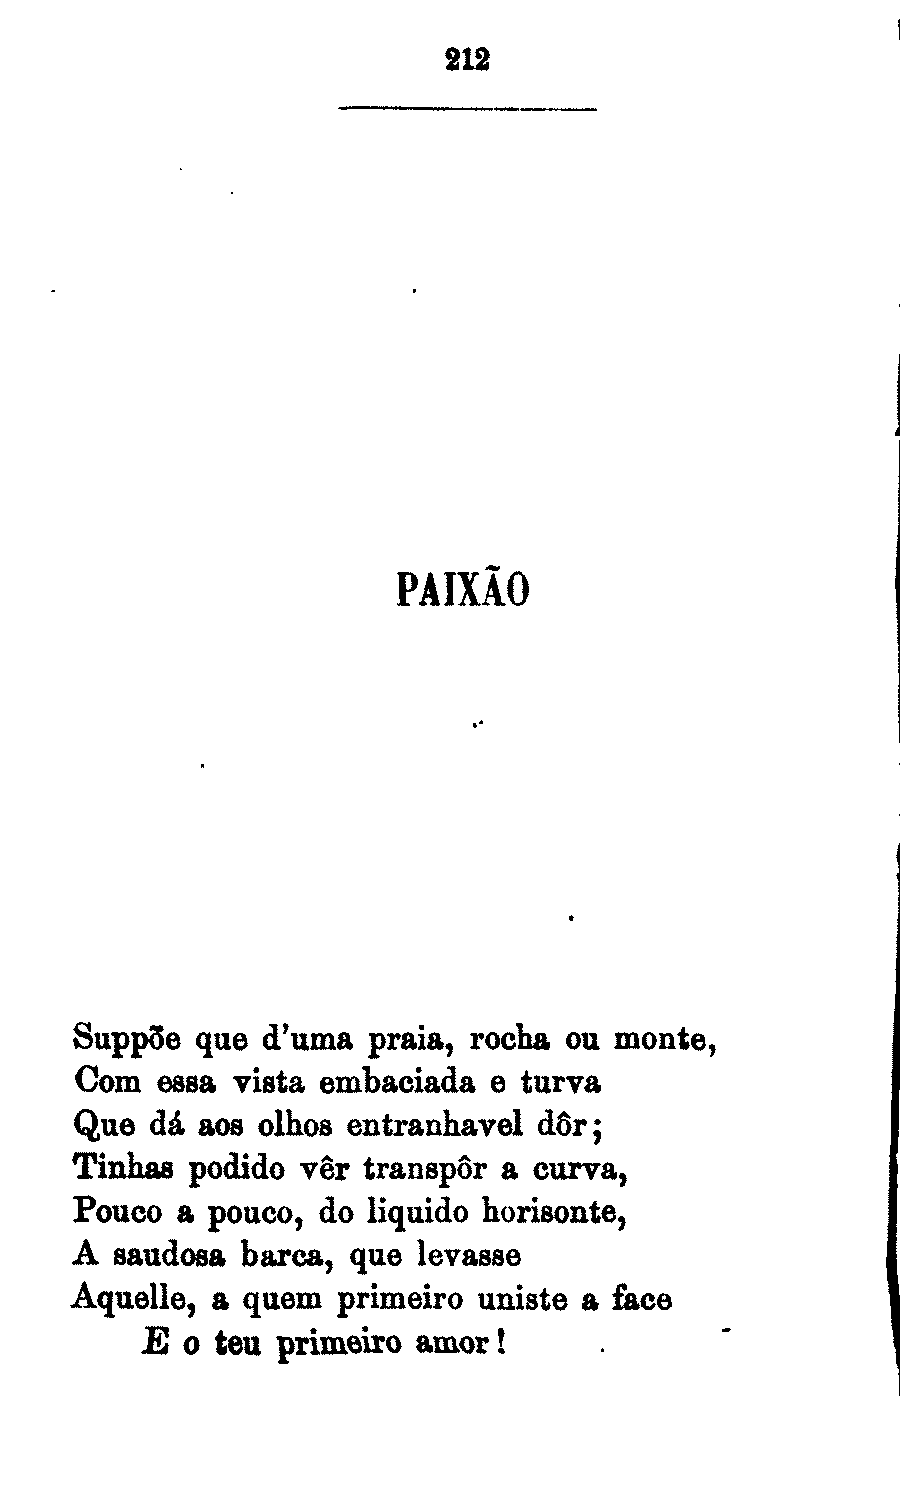 212
PAIXÃO
Suppõe que d'uma praia, rocha ou monte,
Com essa vista embaciada e turva
Que dá aos olhos entranhavel dôr;
Tinhas podido vêr transpôr a curva,
Pouco a pouco, do liquido horisonte,
A saudosa barca, que levasse
Aquelle, a quem primeiro uniste a face
E o teu primeiro amor!